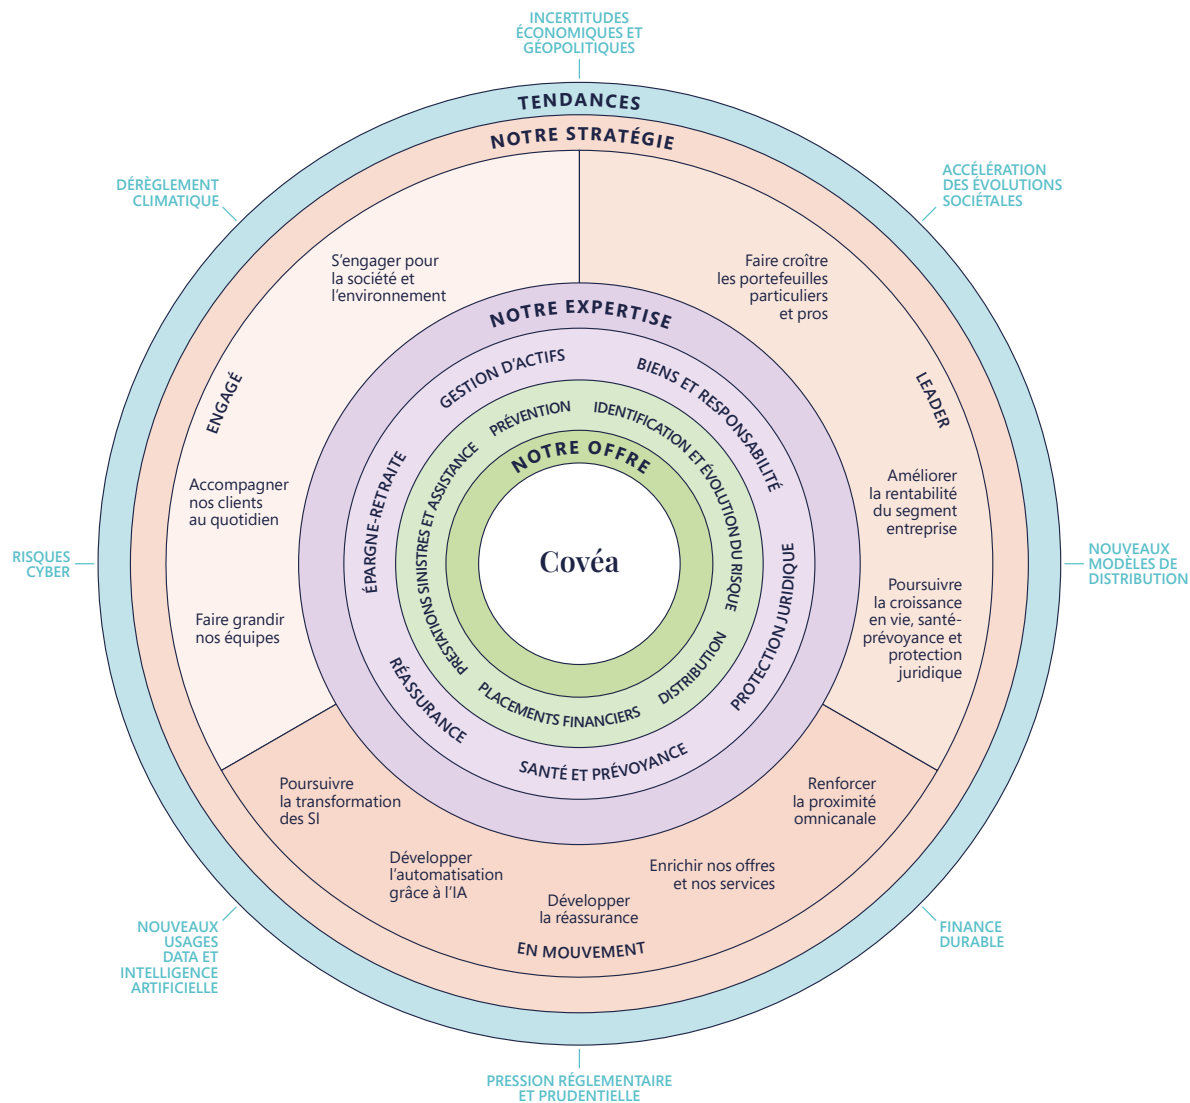 INCERTITUDES
ÉCONOMIQUES ET
GÉOPOLITIQUES
TENDANCES
NOTRE STRATÉGIE
DÉRÈGLEMENT
CLIMATIQUE
ACCÉLÉRATION
DES ÉVOLUTIONS
SOCIÉTALES
S'engager pour
la société et
l'environnement
Faire croître
les portefeuilles
particuliers
et pros
NOTRE EXPERTISE
GESTION D'ACTIFS
BIENS ET RESPONSABILITÉ
ENGAGÉ
LEADER
PRÉVENTION
IDENTIFICATION ET ÉVOLUTION DU RISQUE
NOTRE OFFRE
ÉPARGNE-RETRAITE
PRESTATIONS SINISTRES ET ASSISTANCE
Accompagner
nos clients
au quotidien
Améliorer
la rentabilité
du segment
entreprise
RISQUES
CYBER
Covéa
NOUVEAUX
MODÈLES DE
DISTRIBUTION
PROTECTION JURIDIQUE
Faire grandir
nos équipes
Poursuivre
la croissance
en vie, santé-
prévoyance et
protection
juridique
DISTRIBUTION
PLACEMENTS FINANCIERS
RÉASSURANCE
SANTÉ ET PRÉVOYANCE
Poursuivre
la transformation
des SI
Renforcer
la proximité
omnicanale
Développer
l'automatisation
grâce à l'IA
Enrichir nos offres
et nos services
Développer
la réassurance
EN MOUVEMENT
NOUVEAUX
USAGES
DATA ET
INTELLIGENCE
ARTIFICIELLE
FINANCE
DURABLE
PRESSION RÉGLEMENTAIRE
ET PRUDENTIELLE